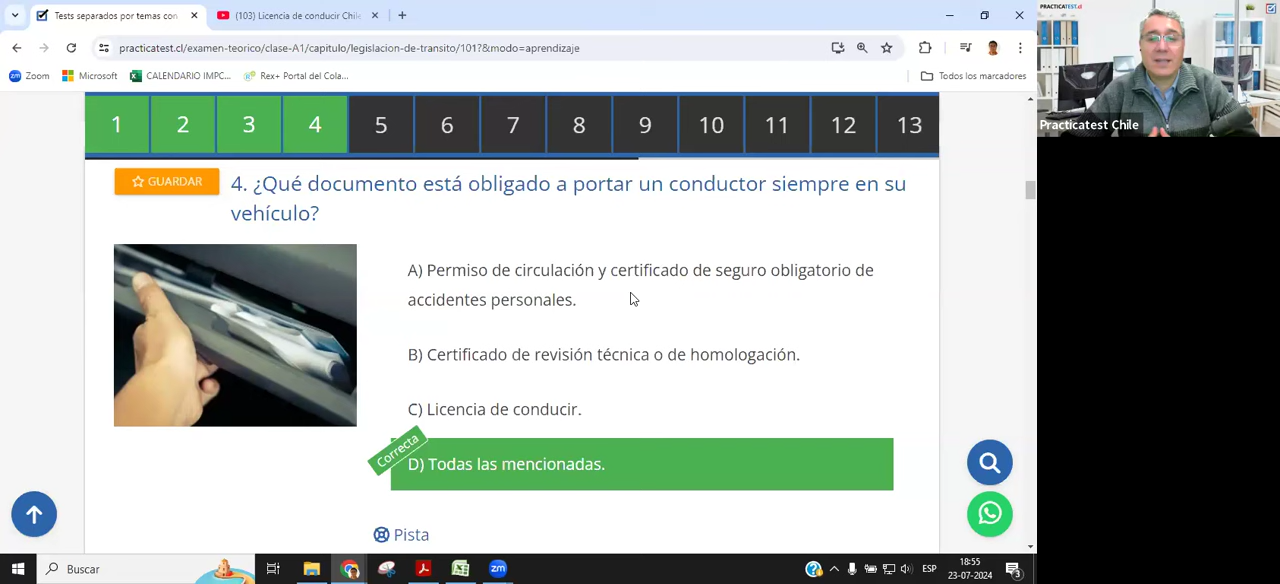 Tests separados por temas con
(103) Licencia de conducir chile
practicatest.cl/examen-teorico/clase-A1/capitulo/legislacion-de-transito/101?&modo=aprendizaje
Zoom
Microsoft
CALENDARIO IMPC...
Rex+ Portal del Cola...
Todos los marcadores
PRACTICATEST.cl
Practicatest Chile
1 2 3 4 5 6 7 8 9 10 11 12 13
GUARDAR
4. ¿Qué documento está obligado a portar un conductor siempre en su
vehículo?
A) Permiso de circulación y certificado de seguro obligatorio de
accidentes personales.
B) Certificado de revisión técnica o de homologación.
C) Licencia de conducir.
Correcta
D) Todas las mencionadas.
Pista
Buscar
ESP
18:55
23-07-2024
3